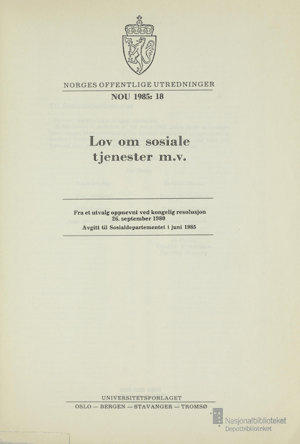 NORGES OFFENTLIGE UTREDNINGER
NOU 1985: 18
Lov om sosiale
tjenester m.v.
Fra et utvalg oppnevnt ved kongelig resolusjon
26. september 1980
Avgitt til Sosialdepartementet i juni 1985
UNIVERSITETSFORLAGET
OSLO — BERGEN — STAVANGER — TROMSØ
Nasjonalbiblioteket
Depotbiblioteket